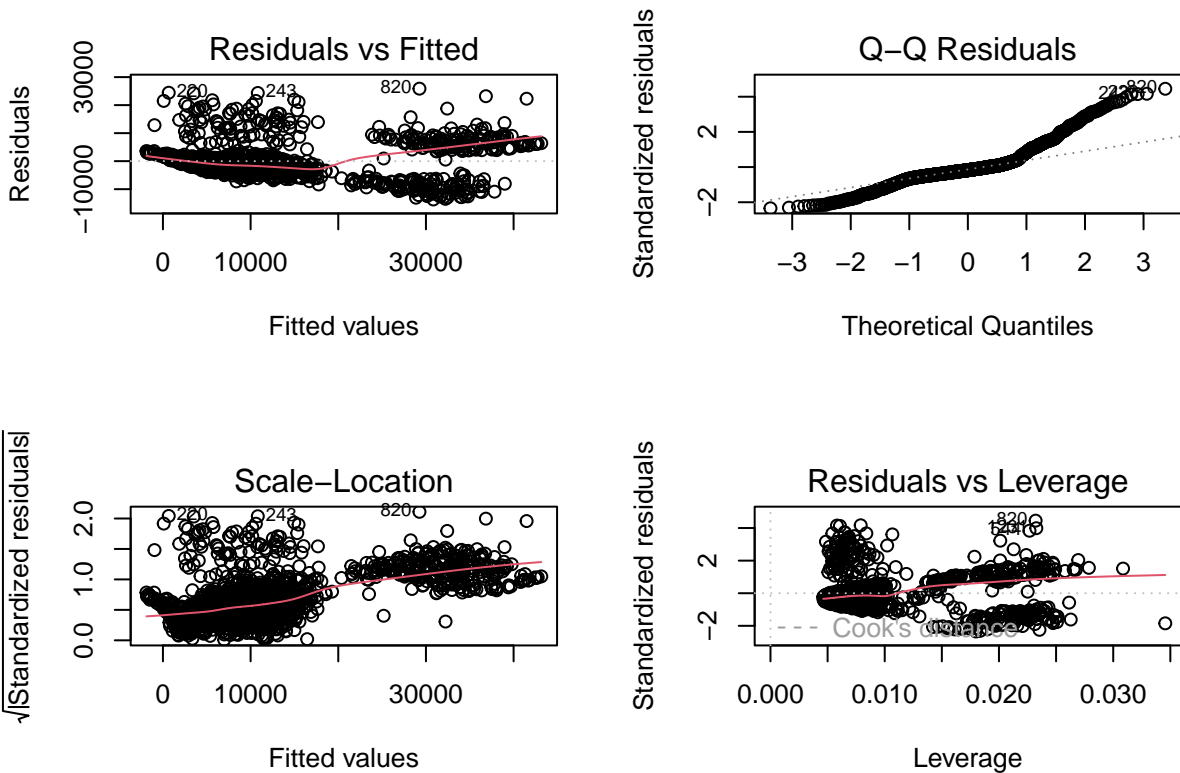 Residuals vs Fitted
Residuals
30000
-10000
220
243
820
0 10000 30000
Fitted values
Q-Q Residuals
Standardized residuals
2
-2
820
-3 -2 -1 0 1 2 3
Theoretical Quantiles
Scale-Location
√|Standardized residuals|
2.0
1.0
0.0
220
243
820
0 10000 30000
Fitted values
Residuals vs Leverage
Standardized residuals
2
-2
820
Cook's distance
0.000 0.010 0.020 0.030
Leverage